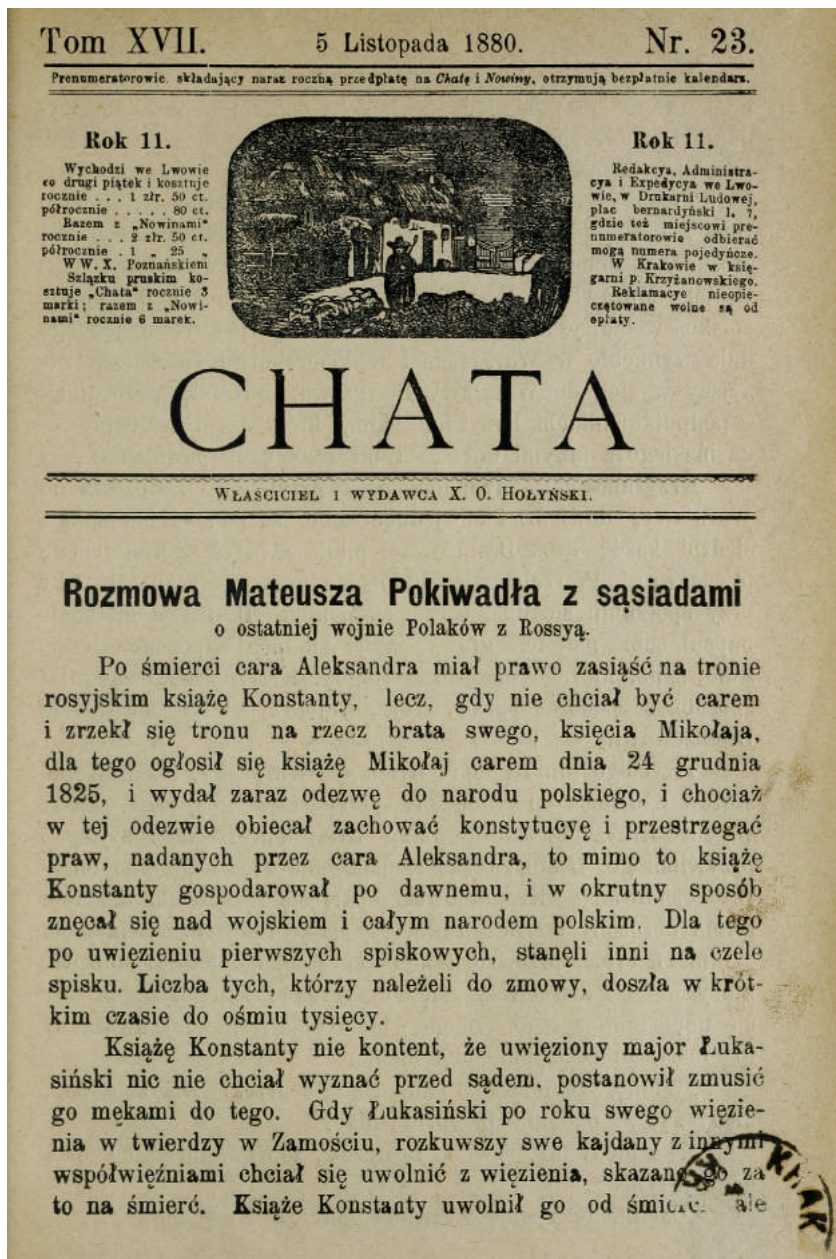 Tom XVII.
5 Listopada 1880.
Nr. 23.
Prenumeratorowie, składający naraz roczną przedpłatę na Chatę i Nowiny, otrzymują bezpłatnie kalendarz.
Rok 11.
Wychodzi we Lwowie
co drugi piątek i kosztuje
rocznie . . . 1 złr. 50 ct.
półrocznie . . . . . 80 ct.
Razem z „Nowinami"
rocznie . . . 2 złr. 50 ct.
półrocznie . 1 „ 25 „
W W. X. Poznańskiem
Szlązku pruskim ko-
sztuje „Chata" rocznie 3
marki; razem z „Nowi-
nami" rocznie 6 marek.
Rok 11.
Redakcya, Administra-
cya i Expedycya we Lwo-
wie, w Drukarni Ludowej,
plac bernardyński l. 7,
gdzie też miejscowi pre-
numeratorowie odbierać
mogą numera pojedyńcze.
W Krakowie w księ-
garni p. Krzyżanowskiego.
Reklamacye nieopie-
czętowane wolne są od
opłaty.
CHATA
Właściciel i wydawca X. O. Hołyński.
Rozmowa Mateusza Pokiwadła z sąsiadami
o ostatniej wojnie Polaków z Rossyą.
Po śmierci cara Aleksandra miał prawo zasiąść na tronie
rosyjskim książę Konstanty, lecz, gdy nie chciał być carem
i zrzekł się tronu na rzecz brata swego, księcia Mikołaja,
dla tego ogłosił się książę Mikołaj carem dnia 24 grudnia
1825, i wydał zaraz odezwę do narodu polskiego, i chociaż
w tej odezwie obiecał zachować konstytucyę i przestrzegać
praw, nadanych przez cara Aleksandra, to mimo to książę
Konstanty gospodarował po dawnemu, i w okrutny sposób
znęcał się nad wojskiem i całym narodem polskim. Dla tego
po uwięzieniu pierwszych spiskowych, stanęli inni na czele
spisku. Liczba tych, którzy należeli do zmowy, doszła w krót-
kim czasie do ośmiu tysięcy.
Książę Konstanty nie kontent, że uwięziony major Łuka-
siński nic nie chciał wyznać przed sądem, postanowił zmusić
go mękami do tego. Gdy Łukasiński po roku swego więzie-
nia w twierdzy w Zamościu, rozkuwszy swe kajdany z innymi
współwięźniami chciał się uwolnić z więzienia, skazano go za
to na śmierć. Książe Konstanty uwolnił go od śmierci, ale